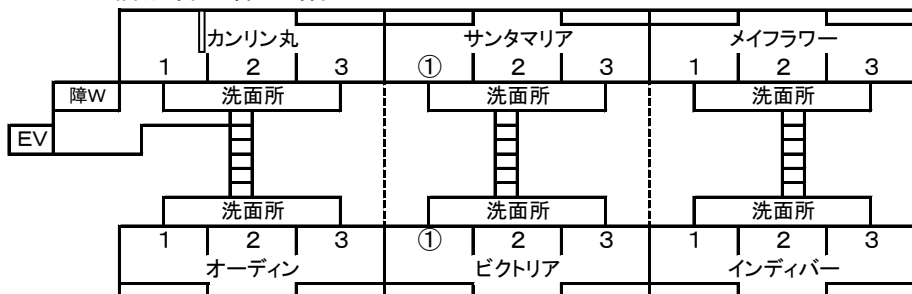 カンリン丸 サンタマリア メイフラワー
1 2 3 ① 2 3 1 2 3
障W 洗面所 洗面所 洗面所
EV
洗面所 洗面所 洗面所
1 2 3 ① 2 3 1 2 3
オーディン ビクトリア インディバー